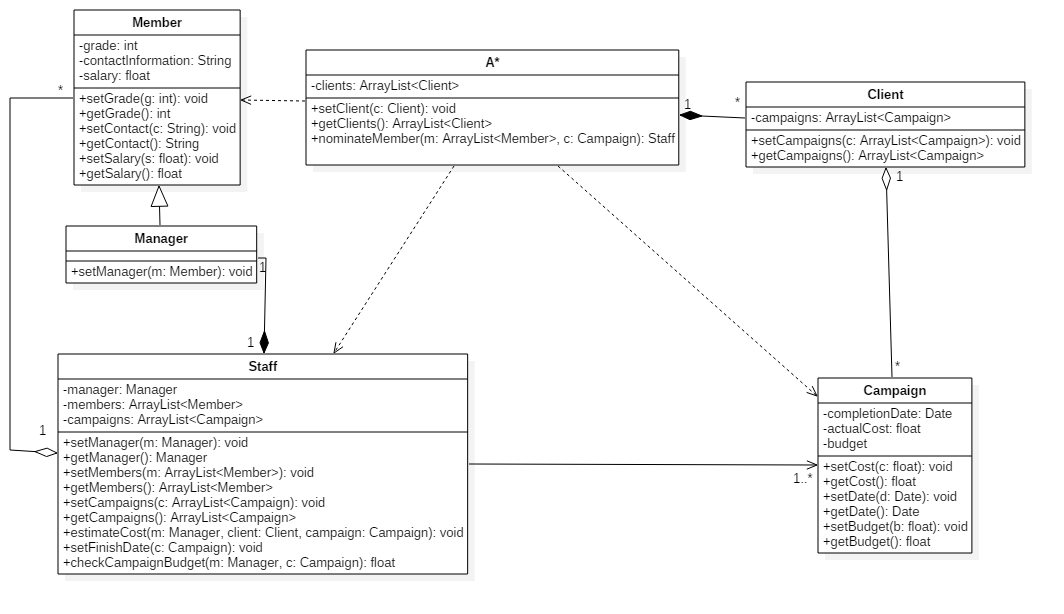 Member
-grade: int
-contactInformation: String
-salary: float
+setGrade(g: int): void
+getGrade(): int
+setContact(c: String): void
+getContact(): String
+setSalary(s: float): void
+getSalary(): float
*
A*
-clients: ArrayList<Client>
+setClient(c: Client): void
+getClients(): ArrayList<Client>
+nominateMember(m: ArrayList<Member>, c: Campaign): Staff
1
*
Client
-campaigns: ArrayList<Campaign>
+setCampaigns(c: ArrayList<Campaign>): void
+getCampaigns(): ArrayList<Campaign>
1
*
Manager
+setManager(m: Member): void
1
1
Staff
-manager: Manager
-members: ArrayList<Member>
-campaigns: ArrayList<Campaign>
+setManager(m: Manager): void
+getManager(): Manager
+setMembers(m: ArrayList<Member>): void
+getMembers(): ArrayList<Member>
+setCampaigns(c: ArrayList<Campaign): void
+getCampaigns(): ArrayList<Campaign>
+estimateCost(m: Manager, client: Client, campaign: Campaign): void
+setFinishDate(c: Campaign): void
+checkCampaignBudget(m: Manager, c: Campaign): float
1
1..*
Campaign
-completionDate: Date
-actualCost: float
-budget
+setCost(c: float): void
+getCost(): float
+setDate(d: Date): void
+getDate(): Date
+setBudget(b: float): void
+getBudget(): float